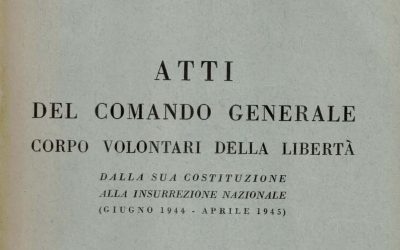 ATTI
DEL COMANDO GENERALE
CORPO VOLONTARI DELLA LIBERTÀ
DALLA SUA COSTITUZIONE
ALLA INSURREZIONE NAZIONALE
(GIUGNO 1944 - APRILE 1945)